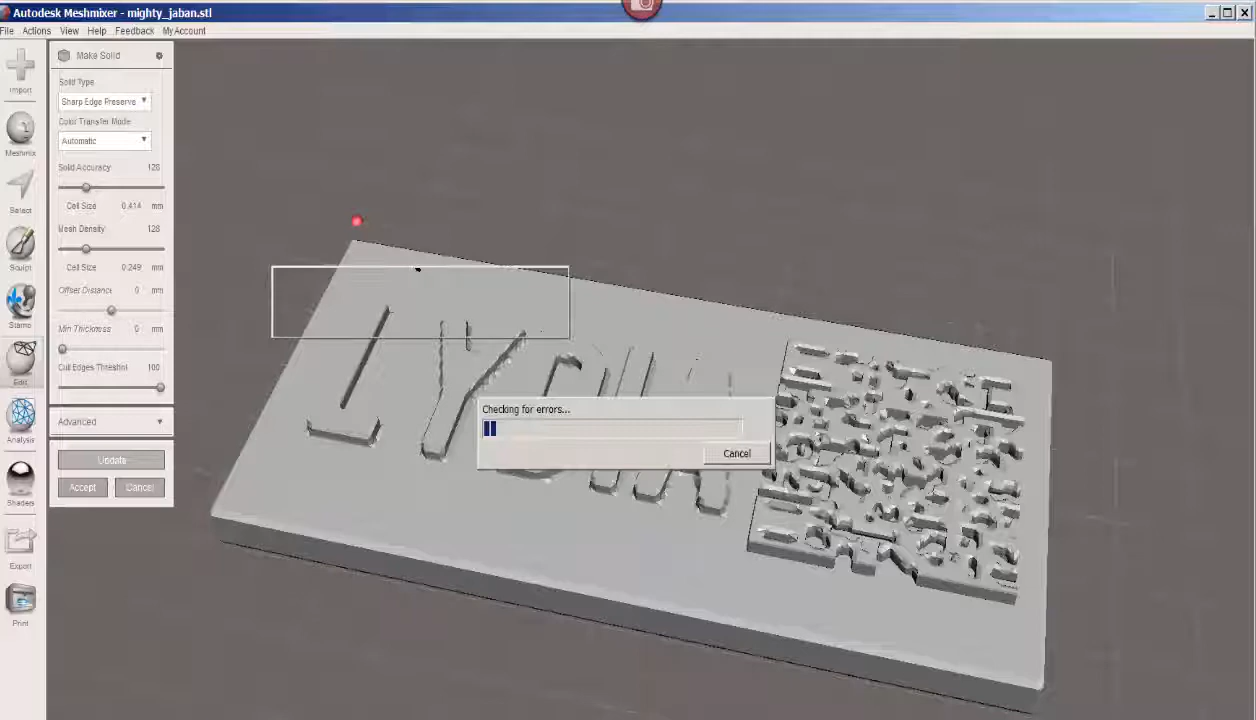 Autodesk Meshmixer - mighty_jaban.stl
File Actions View Help Feedback My Account
Import
Meshmix
Select
Sculpt
Stamp
Edit
Analysis
Shaders
Export
Print
Make Solid
Solid Type
Sharp Edge Preserve
Color Transfer Mode
Automatic
Solid Accuracy 128
Cell Size 0.414 mm
Mesh Density 128
Cell Size 0.249 mm
Offset Distance 0 mm
Min Thickness 0 mm
Cull Edges Threshhl 100
Advanced
Update
Accept Cancel
Checking for errors...
Cancel